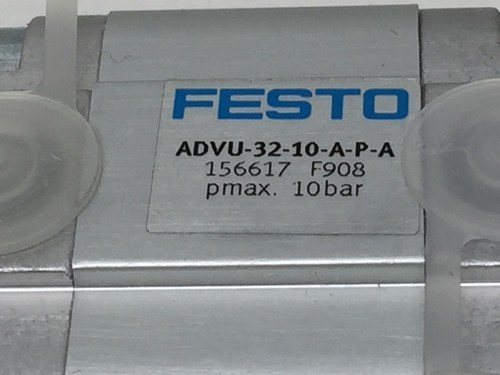 FESTO
ADVU-32-10-A-P-A
156617 F908
pmax. 10bar